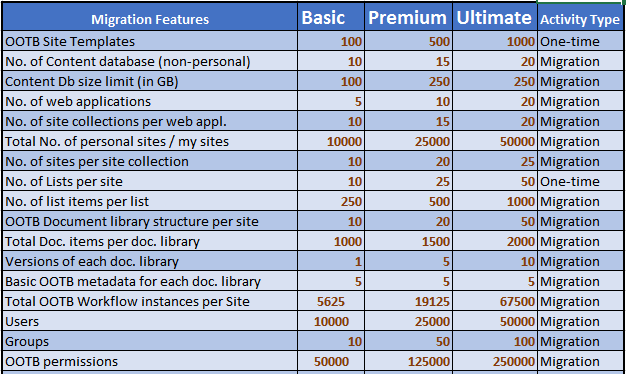 Migration Features Basic Premium Ultimate Activity Type
OOTB Site Templates 100 500 1000 One-time
No. of Content database (non-personal) 10 15 20 Migration
Content Db size limit (in GB) 100 250 250 Migration
No. of web applications 5 10 20 Migration
No. of site collections per web appl. 10 15 20 Migration
Total No. of personal sites / my sites 10000 25000 50000 Migration
No. of sites per site collection 10 20 25 Migration
No. of Lists per site 10 25 50 One-time
No. of list items per list 250 500 1000 Migration
OOTB Document library structure per site 10 20 50 Migration
Total Doc. items per doc. library 1000 1500 2000 Migration
Versions of each doc. library 1 5 10 Migration
Basic OOTB metadata for each doc. library 5 5 5 Migration
Total OOTB Workflow instances per Site 5625 19125 67500 Migration
Users 10000 25000 50000 Migration
Groups 10 50 100 Migration
OOTB permissions 50000 125000 250000 Migration